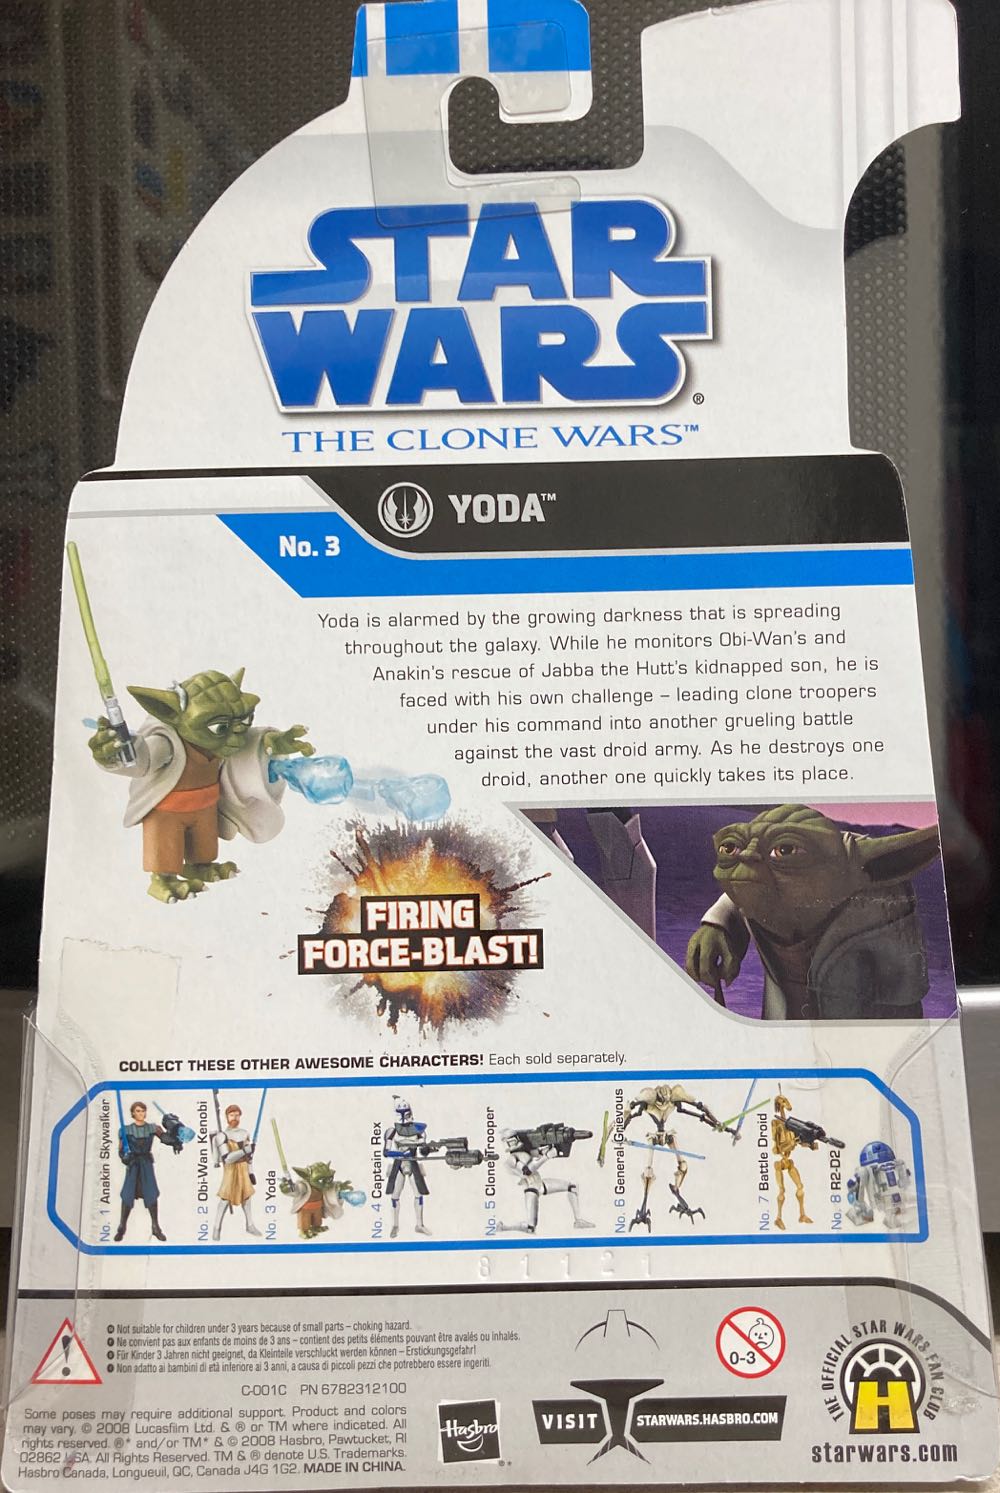 STAR
WARS®
THE CLONE WARS™
YODA™
No. 3
Yoda is alarmed by the growing darkness that is spreading
throughout the galaxy. While he monitors Obi-Wan's and
Anakin's rescue of Jabba the Hutt's kidnapped son, he is
faced with his own challenge – leading clone troopers
under his command into another grueling battle
against the vast droid army. As he destroys one
droid, another one quickly takes its place.
FIRING
FORCE-BLAST!
COLLECT THESE OTHER AWESOME CHARACTERS! Each sold separately.
No. 1 Anakin Skywalker
No. 2 Obi-Wan Kenobi
No. 3 Yoda
No. 4 Captain Rex
No. 5 Clone Trooper
No. 6 General Grievous
No. 7 Battle Droid
No. 8 R2-D2
8 1 1 2 1
Not suitable for children under 3 years because of small parts – choking hazard.
Ne convient pas aux enfants de moins de 3 ans – contient des petits éléments pouvant être avalés ou inhalés.
Für Kinder 3 Jahren nicht geeignet, da Kleinteile verschluckt werden können – Erstickungsgefahr!
Non adatto ai bambini di età inferiore ai 3 anni, a causa di piccoli pezzi che potrebbero essere ingeriti.
C-001C PN 6782312100
Some poses may require additional support. Product and colors
may vary. © 2008 Lucasfilm Ltd. & ® or TM where indicated. All
rights reserved. ®* and/or TM* & © 2008 Hasbro, Pawtucket, RI
02862 USA. All Rights Reserved. TM & ® denote U.S. Trademarks.
Hasbro Canada, Longueuil, QC, Canada J4G 1G2. MADE IN CHINA.
Hasbro
0-3
VISIT STARWARS.HASBRO.COM
THE OFFICIAL STAR WARS FAN CLUB
starwars.com